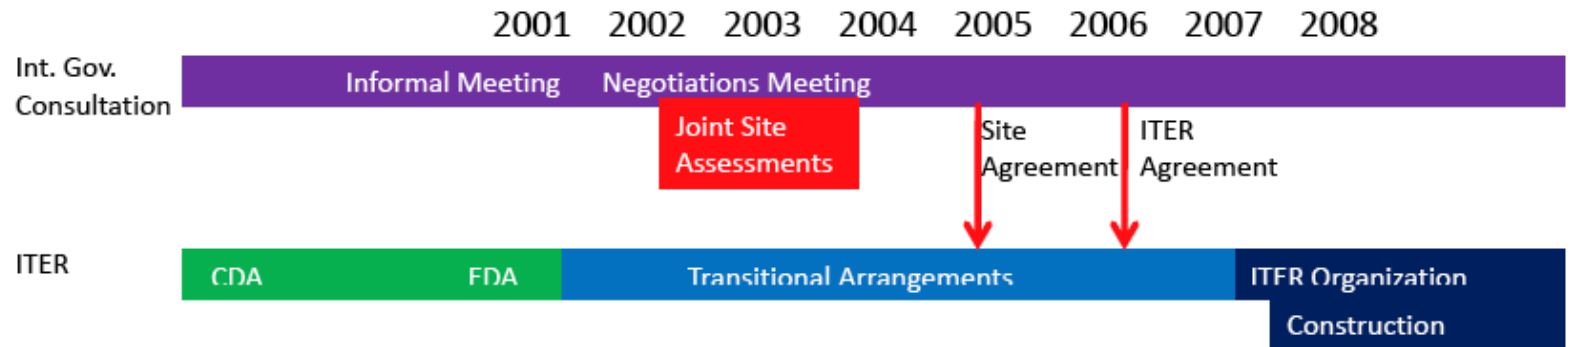 2001 2002 2003 2004 2005 2006 2007 2008
Int. Gov.
Consultation
Informal Meeting Negotiations Meeting
Joint Site
Assessments
Site
Agreement
ITER
Agreement
ITER
CDA EDA Transitional Arrangements ITER Organization
Construction